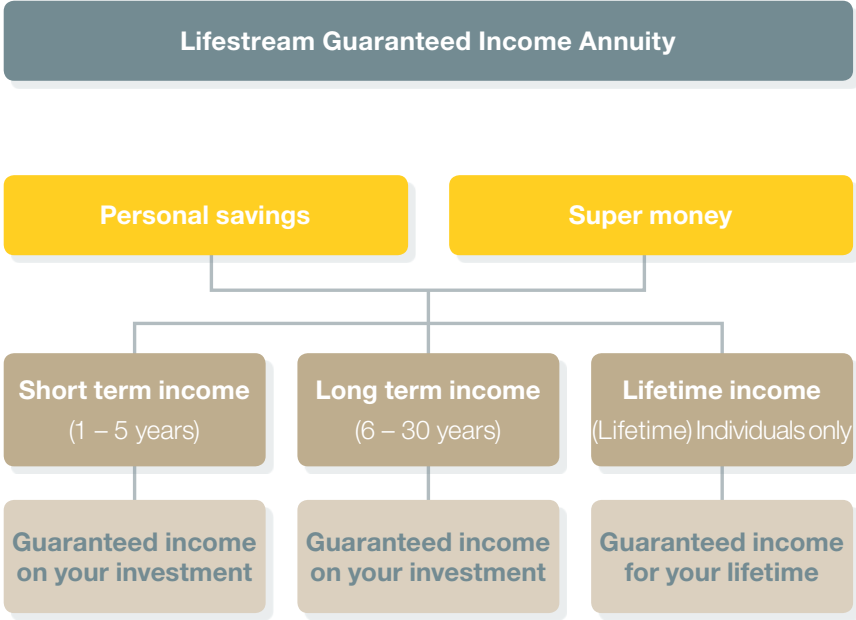 Lifestream Guaranteed Income Annuity
Personal savings
Super money
Short term income
(1 – 5 years)
Long term income
(6 – 30 years)
Lifetime income
(Lifetime) Individuals only
Guaranteed income
on your investment
Guaranteed income
on your investment
Guaranteed income
for your lifetime